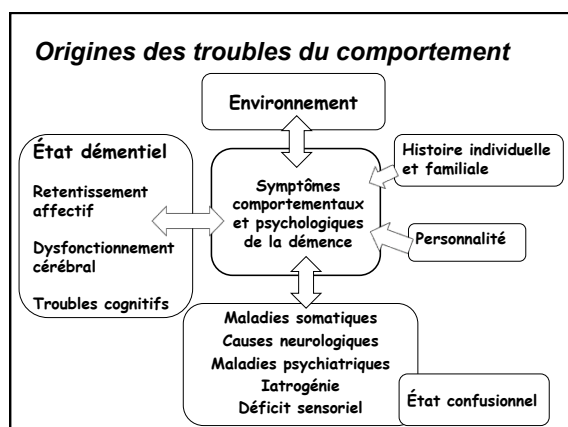 Origines des troubles du comportement
Environnement
État démentiel
Retentissement
affectif
Dysfonctionnement
cérébral
Troubles cognitifs
Symptômes
comportementaux
et psychologiques
de la démence
Histoire individuelle
et familiale
Personnalité
Maladies somatiques
Causes neurologiques
Maladies psychiatriques
Iatrogénie
Déficit sensoriel
État confusionnel